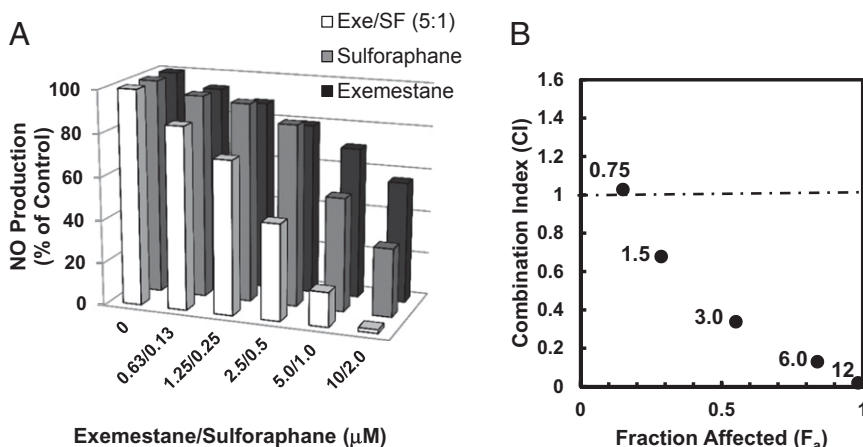 A
Exe/SF (5:1)
Sulforaphane
Exemestane
NO Production
(% of Control)
100
80
60
40
20
0
0
0.63/0.13
1.25/0.25
2.5/0.5
5.0/1.0
10/2.0
Exemestane/Sulforaphane (μM)
B
Combination Index (CI)
1.6
1.4
1.2
1
0.8
0.6
0.4
0.2
0
0.75
1.5
3.0
6.0
12
0
0.5
1
Fraction Affected (Fa)